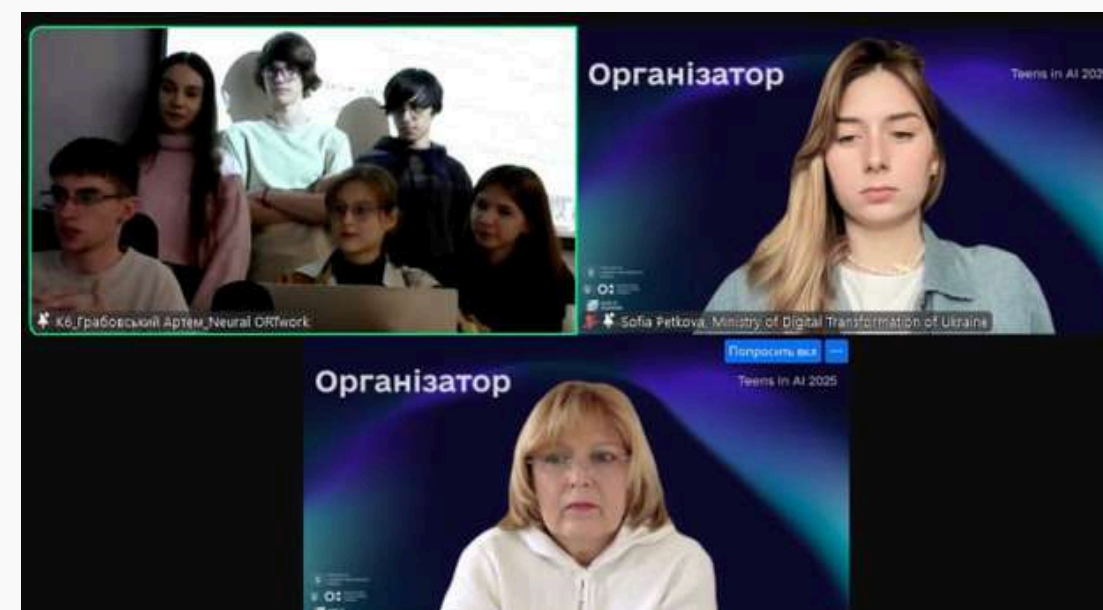 Організатор
Teens in AI 202
К6_Грабовський Артем_Neural ORTwork
Sofia Petkova, Ministry of Digital Transformation of Ukraine
Попросить вкл
Організатор
Teens in AI 2025